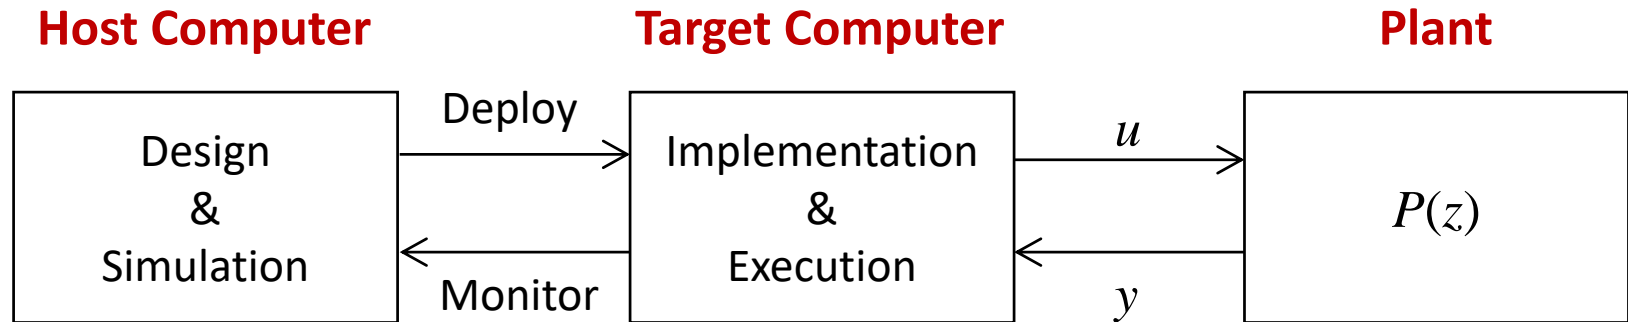 Host Computer
Target Computer
Plant
Design
&
Simulation
Deploy
Monitor
Implementation
&
Execution
u
y
P(z)